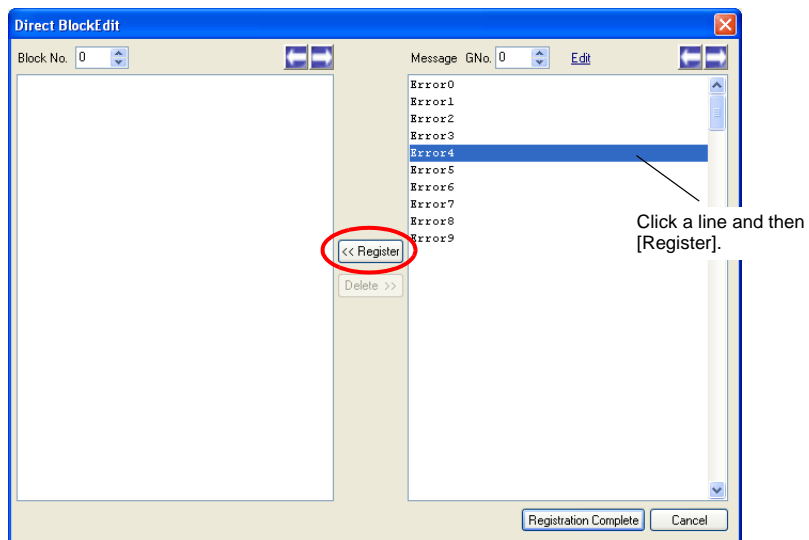 Direct BlockEdit
Block No. 0
Message GNo. 0 Edit
Error0
Error1
Error2
Error3
Error4
Error5
Error6
Error7
Error8
Error9
Click a line and then
[Register].
<< Register
Delete >>
Registration Complete Cancel